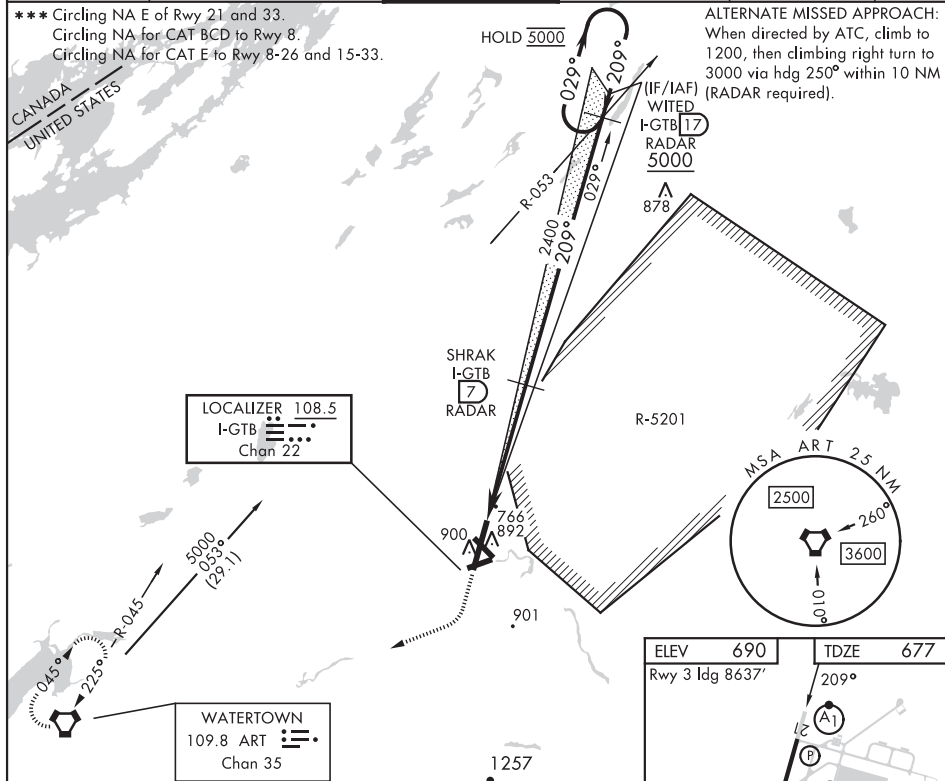 *** Circling NA E of Rwy 21 and 33.
Circling NA for CAT BCD to Rwy 8.
Circling NA for CAT E to Rwy 8-26 and 15-33.
CANADA
UNITED STATES
HOLD 5000
029°
209°
ALTERNATE MISSED APPROACH:
When directed by ATC, climb to
1200, then climbing right turn to
3000 via hdg 250° within 10 NM
(RADAR required).
(IF/IAF)
WITED
I-GTB 17
RADAR
5000
R-053
029°
2400
209°
878
SHRAK
I-GTB
7
RADAR
R-5201
LOCALIZER 108.5
I-GTB
Chan 22
MSA ART 25 NM
2500
260°
3600
010°
766
900
892
901
5000
053°
(29.1)
R-045
045°
225°
WATERTOWN
109.8 ART
Chan 35
1257
ELEV 690
TDZE 677
Rwy 3 ldg 8637'
209°
A1
21
P